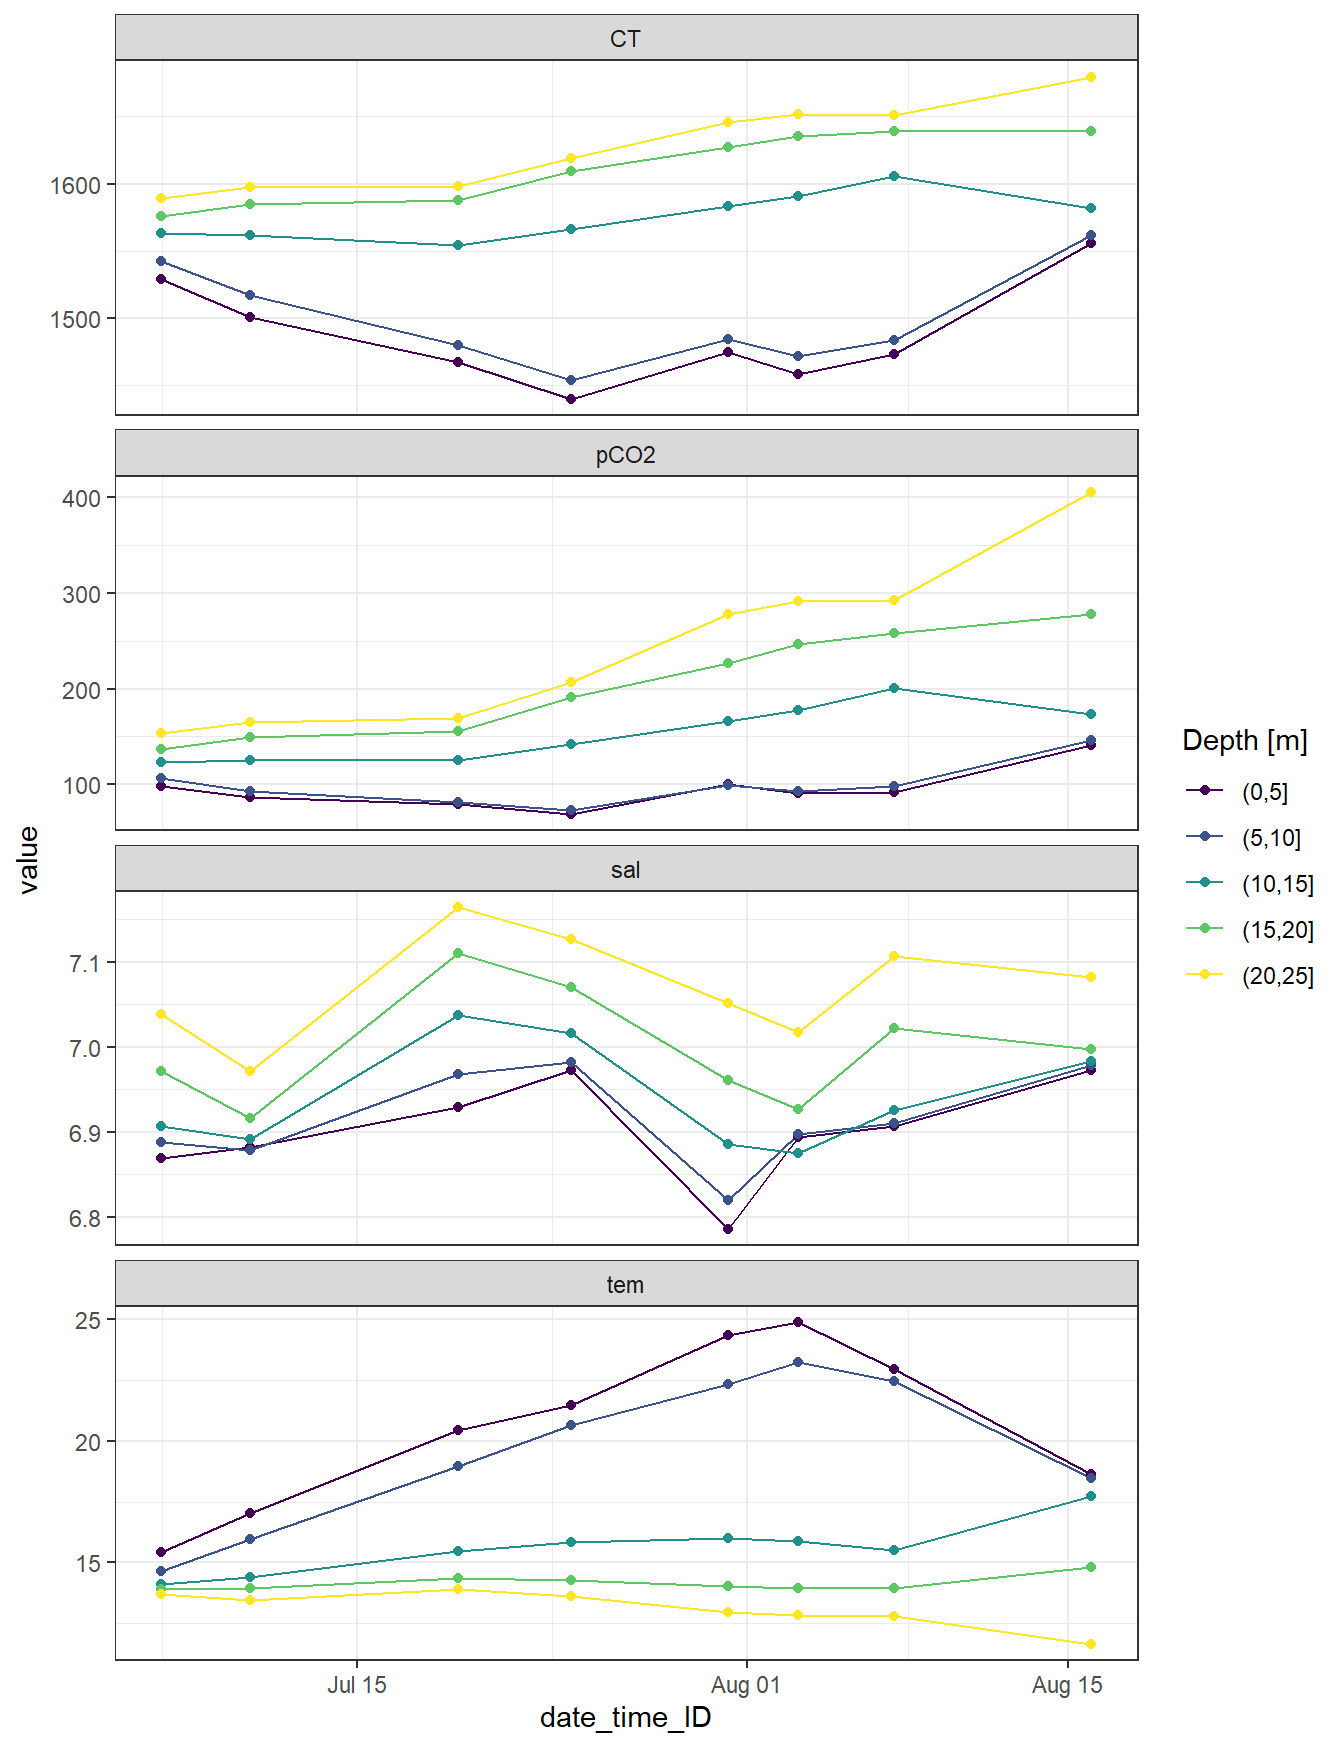 CT
1600
1500
pCO2
400
300
200
100
sal
7.1
7.0
6.9
6.8
tem
25
20
15
Jul 15
Aug 01
Aug 15
date_time_ID
value
Depth [m]
(0,5]
(5,10]
(10,15]
(15,20]
(20,25]